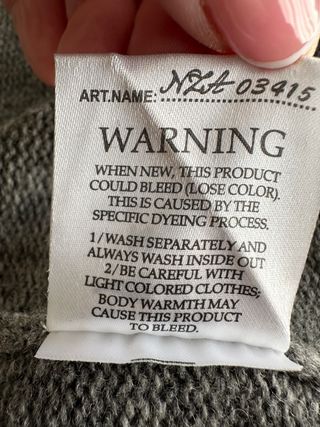 ART.NAME: NZA 03415
WARNING
WHEN NEW, THIS PRODUCT
COULD BLEED (LOSE COLOR).
THIS IS CAUSED BY THE
SPECIFIC DYEING PROCESS.
1/WASH SEPARATELY AND
ALWAYS WASH INSIDE OUT
2/BE CAREFUL WITH
LIGHT COLORED CLOTHES;
BODY WARMTH MAY
CAUSE THIS PRODUCT
TO BLEED.